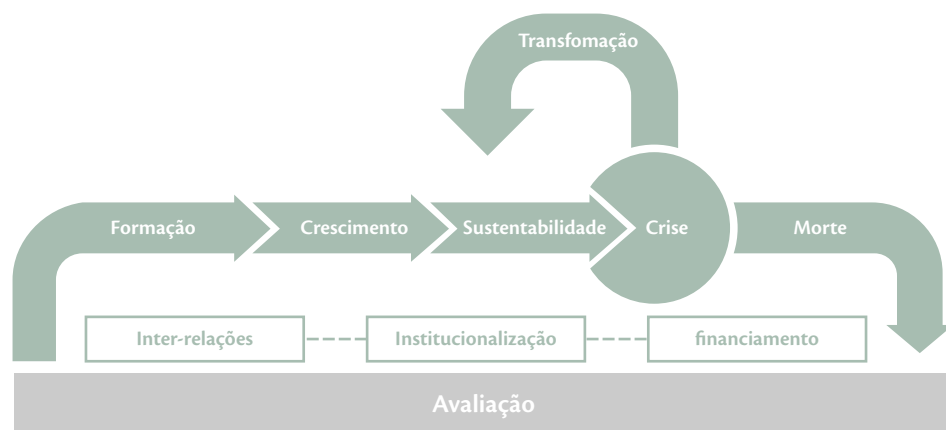 Transfomação
Formação
Crescimento
Sustentabilidade
Crise
Morte
Inter-relações
Institucionalização
financiamento
Avaliação